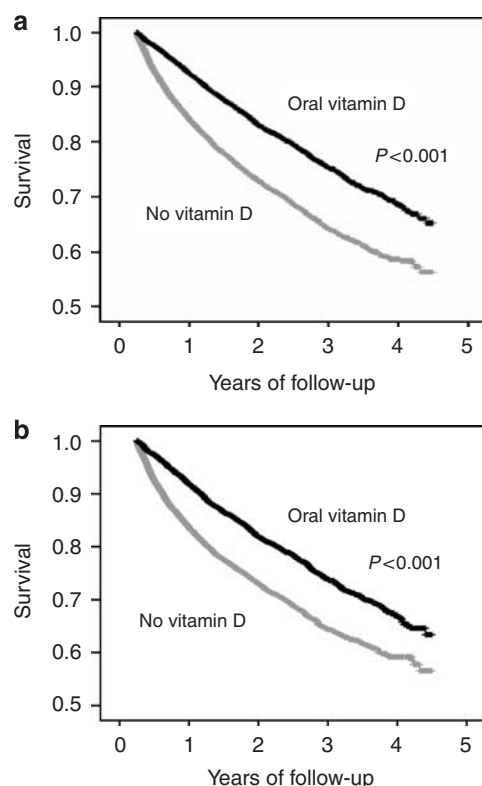 a
1.0
0.9
0.8
0.7
0.6
0.5
Survival
Oral vitamin D
P<0.001
No vitamin D
0 1 2 3 4 5
Years of follow-up
b
1.0
0.9
0.8
0.7
0.6
0.5
Survival
Oral vitamin D
P<0.001
No vitamin D
0 1 2 3 4 5
Years of follow-up